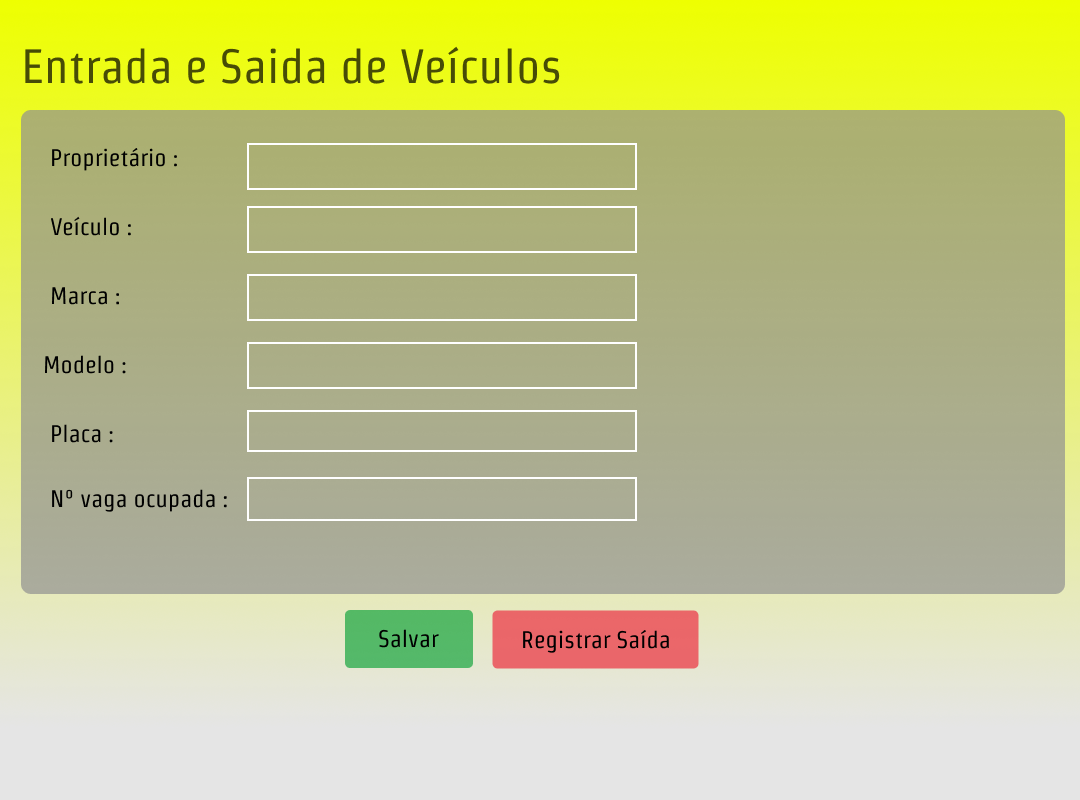 Entrada e Saida de Veículos
Proprietário :
Veículo :
Marca :
Modelo :
Placa :
Nº vaga ocupada :
Salvar
Registrar Saída